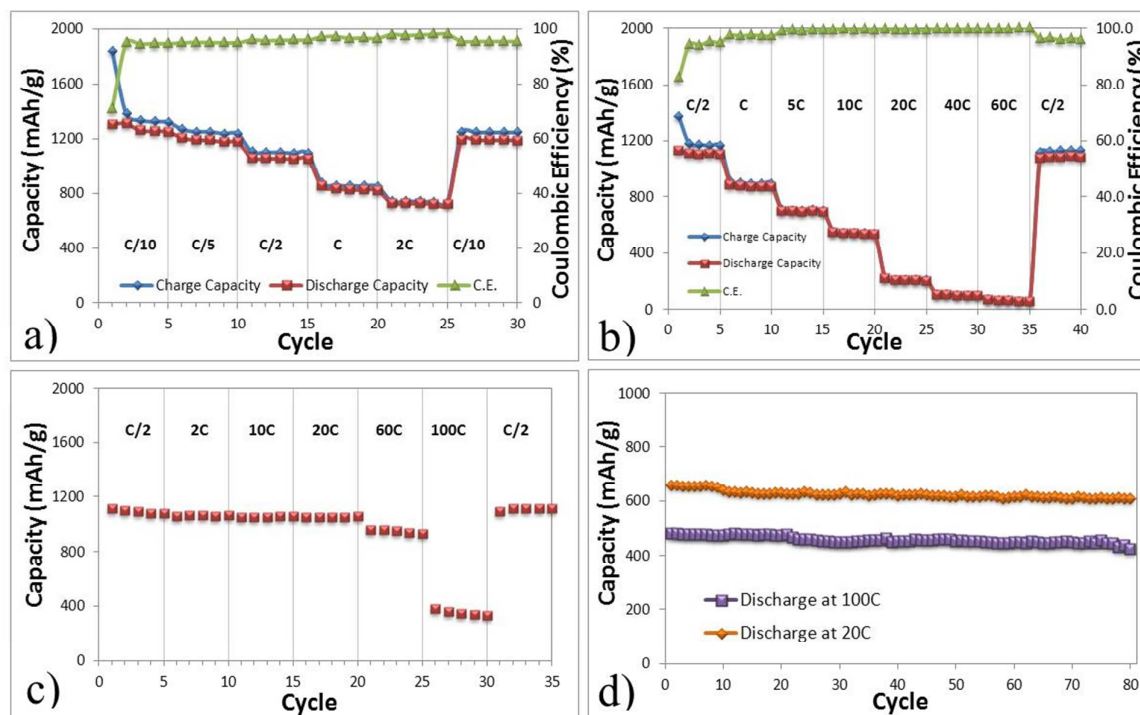 2000
1600
1200
800
400
0
Capacity (mAh/g)
C/10 C/5 C/2 C 2C C/10
Charge Capacity Discharge Capacity C.E.
100
80
60
40
20
0
Coulombic Efficiency (%)
0 5 10 15 20 25 30
Cycle
a)
2000
1600
1200
800
400
0
Capacity (mAh/g)
C/2 C 5C 10C 20C 40C 60C C/2
Charge Capacity
Discharge Capacity
C.E.
100.0
80.0
60.0
40.0
20.0
0.0
Coulombic Efficiency (%)
0 5 10 15 20 25 30 35 40
Cycle
b)
2000
1600
1200
800
400
0
Capacity (mAh/g)
C/2 2C 10C 20C 60C 100C C/2
0 5 10 15 20 25 30 35
Cycle
c)
1000
800
600
400
200
0
Capacity (mAh/g)
Discharge at 100C
Discharge at 20C
0 10 20 30 40 50 60 70 80
Cycle
d)